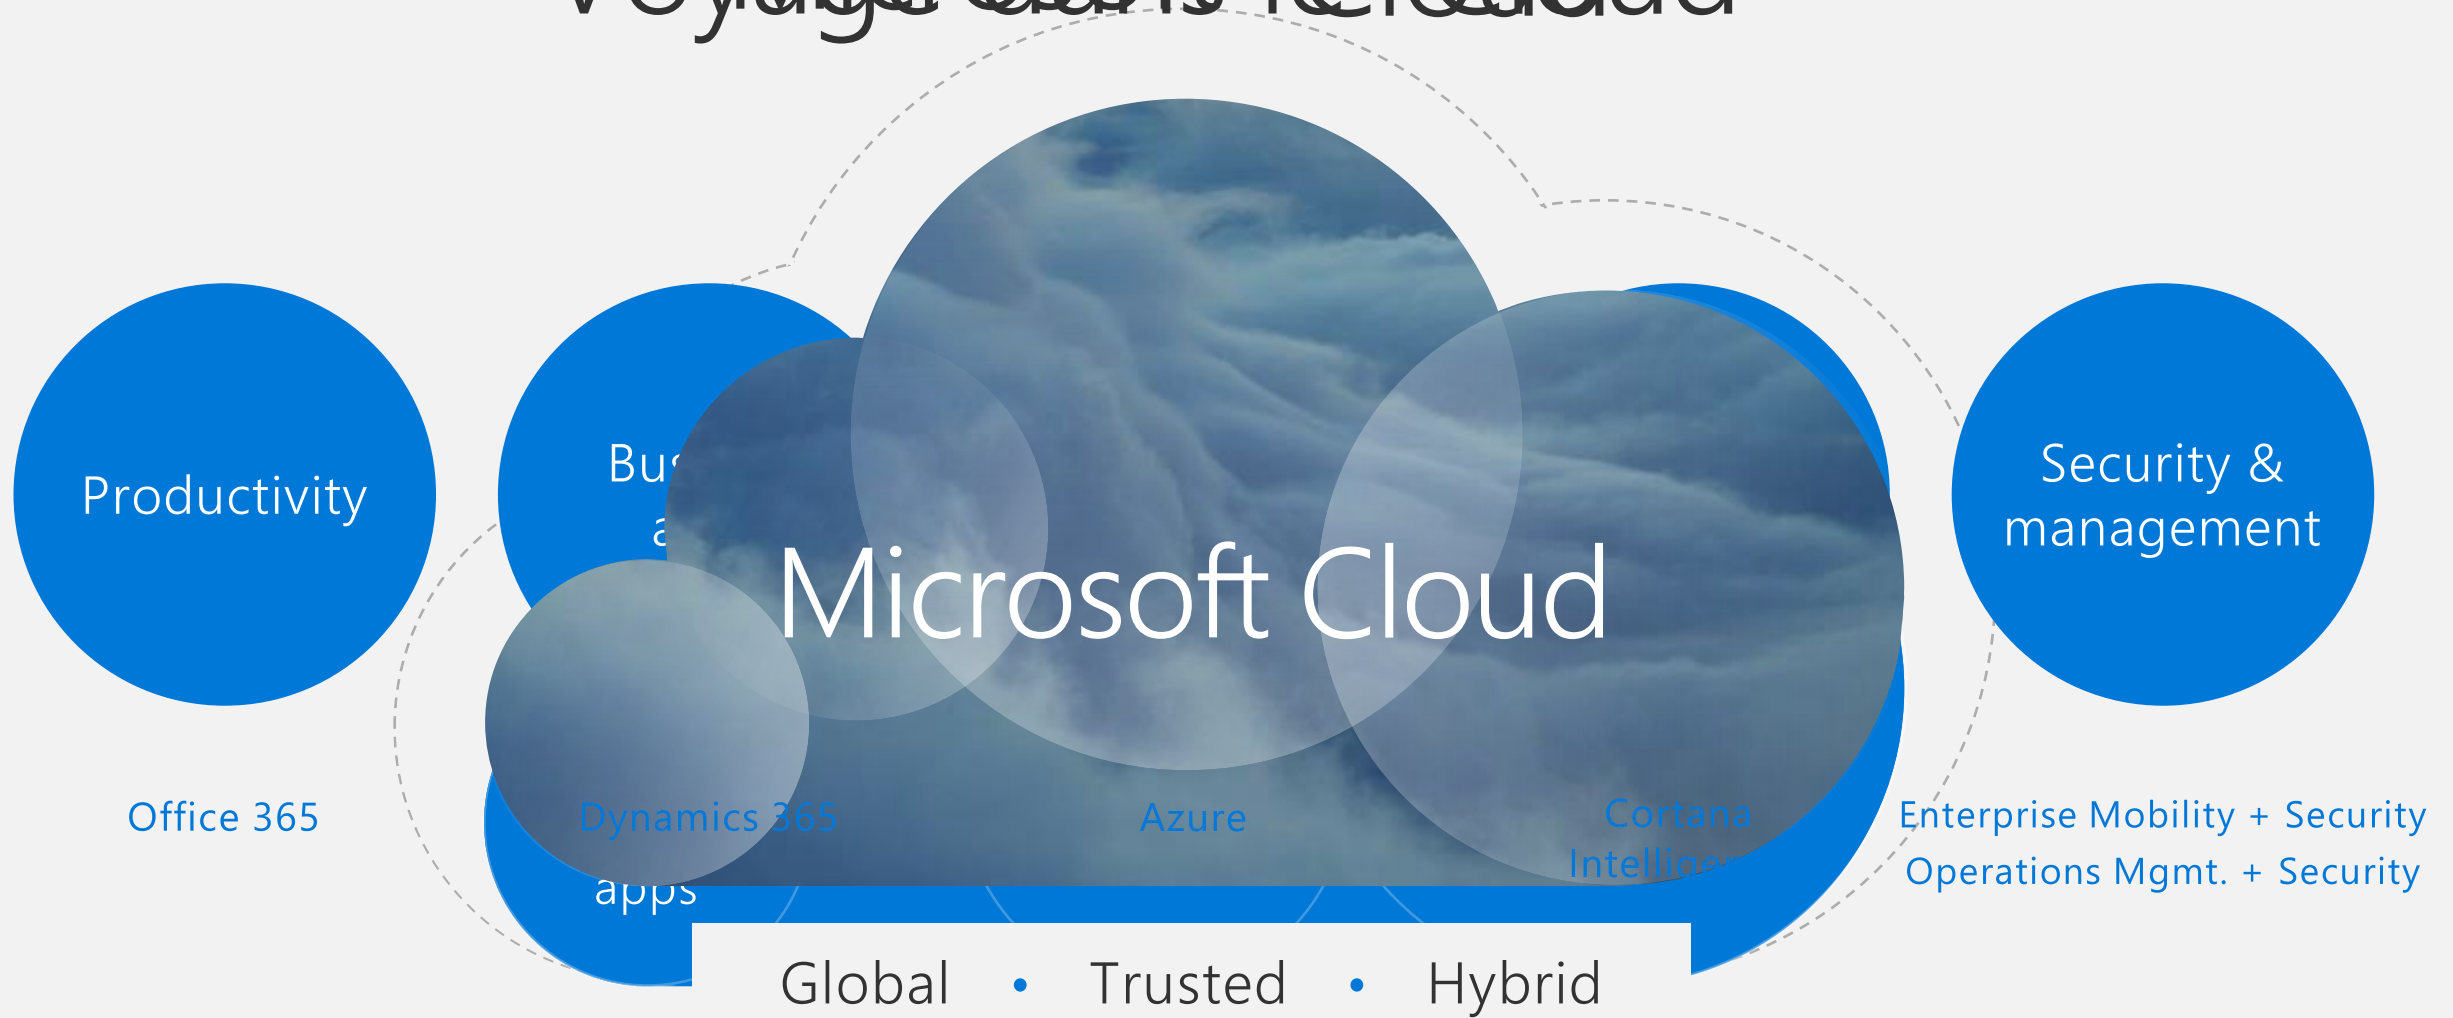 Productivity
Security &
management
Microsoft Cloud
Office 365
Dynamics 365
Azure
Cortana
Enterprise Mobility + Security
Operations Mgmt. + Security
apps
Global • Trusted • Hybrid